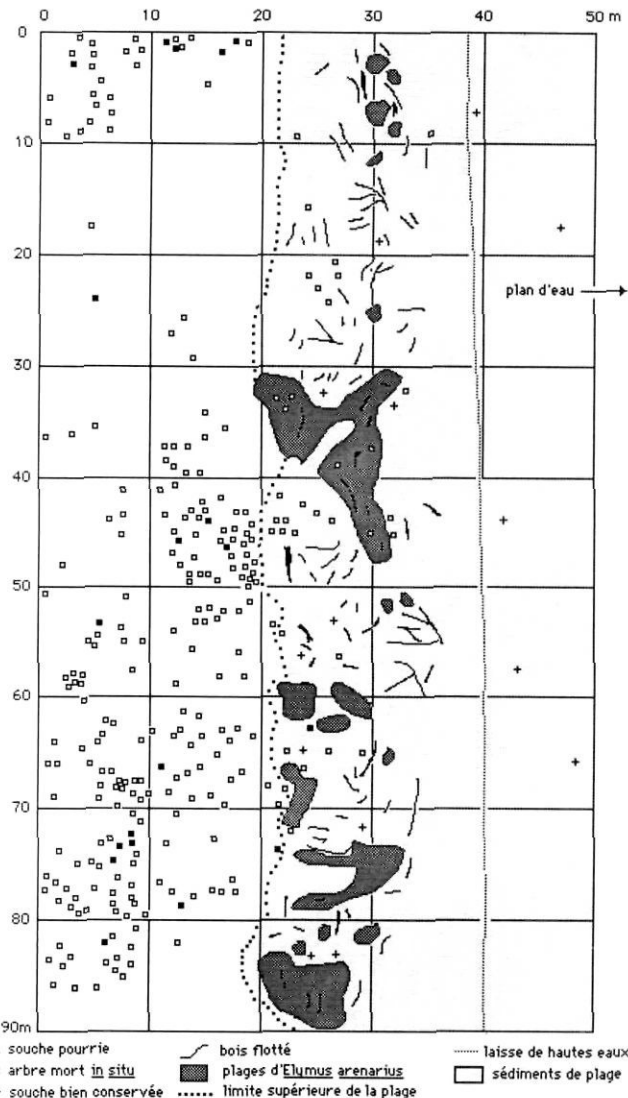 0 10 20 30 40 50 m
0
10
20
plan d'eau
30
40
50
60
70
80
90m
souche pourrie bois flotté laisse de hautes eaux
arbre mort in situ plages d'Elymus arenarius sédiments de plage
souche bien conservée limite supérieure de la plage